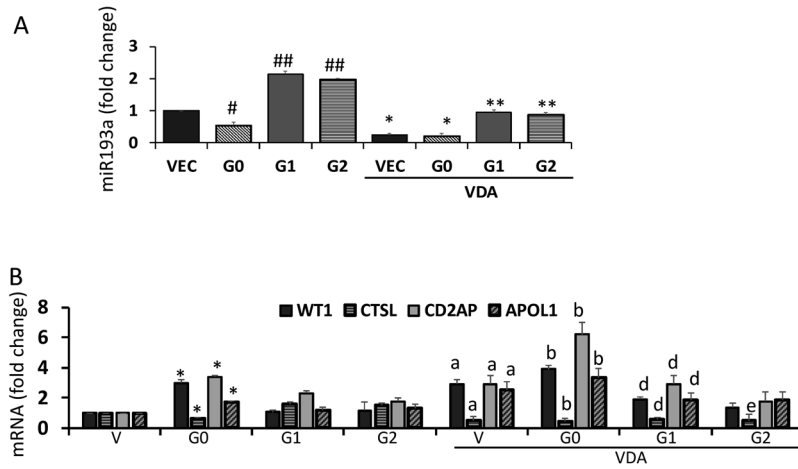 A
miR193a (fold change)
3
2
1
0
#
##
##
*
*
**
**
VEC G0 G1 G2 VEC G0 G1 G2
VDA
B
mRNA (fold change)
8
6
4
2
0
WT1 CTSL CD2AP APOL1
* * * *
a a a a
b b b b
d d d d
e
V G0 G1 G2 V G0 G1 G2
VDA